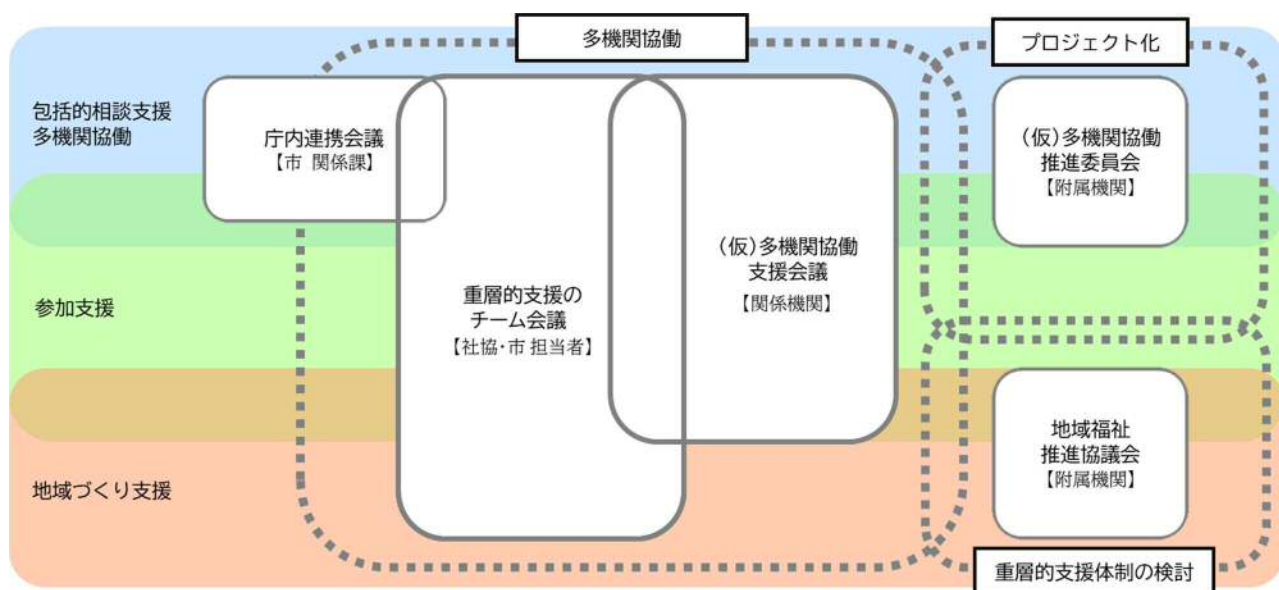 多機関協働
プロジェクト化
包括的相談支援
多機関協働
庁内連携会議
【市 関係課】
(仮)多機関協働
推進委員会
【附属機関】
参加支援
重層的支援の
チーム会議
【社協・市 担当者】
(仮)多機関協働
支援会議
【関係機関】
地域づくり支援
地域福祉
推進協議会
【附属機関】
重層的支援体制の検討